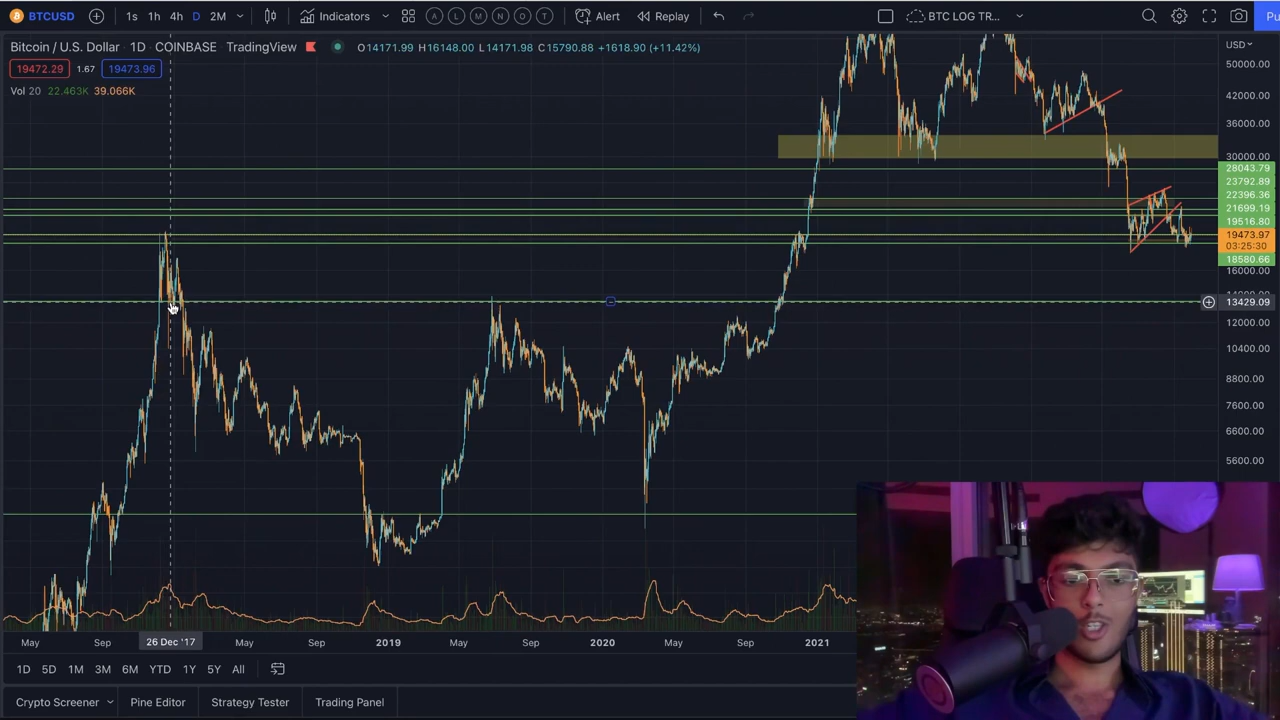 BTCUSD 1s 1h 4h D 2M Indicators A L M N O T Alert Replay BTC LOG TR... Pu
Bitcoin / U.S. Dollar · 1D · COINBASE TradingView O14171.99 H16148.00 L14171.98 C15790.88 +1618.90 (+11.42%)
USD
19472.29 1.67 19473.96
50000.00
Vol 20 22.463K 39.066K
42000.00
36000.00
30000.00
28043.79
23792.89
22396.36
21699.19
19516.80
19473.97
03:25:30
18580.66
16000.00
13429.09
12000.00
10400.00
8800.00
7600.00
6600.00
5600.00
May Sep 26 Dec '17 May Sep 2019 May Sep 2020 May Sep 2021
1D 5D 1M 3M 6M YTD 1Y 5Y All
Crypto Screener Pine Editor Strategy Tester Trading Panel